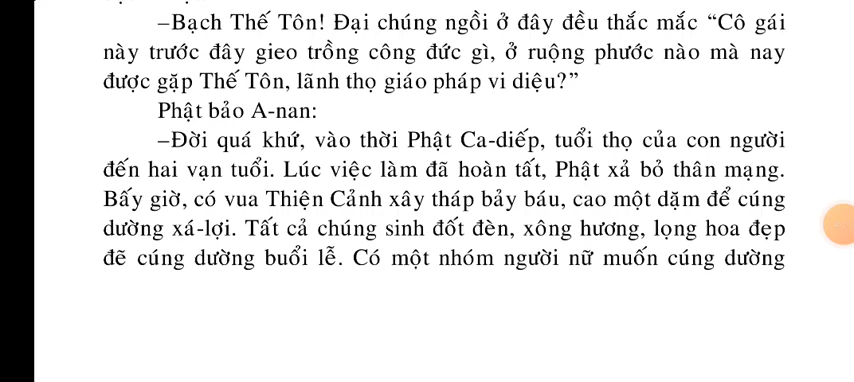 –Bạch Thế Tôn! Đại chúng ngồi ở đây đều thắc mắc “Cô gái
này trước đây gieo trồng công đức gì, ở ruộng phước nào mà nay
được gặp Thế Tôn, lãnh thọ giáo pháp vi diệu?”
Phật bảo A-nan:
–Đời quá khứ, vào thời Phật Ca-diếp, tuổi thọ của con người
đến hai vạn tuổi. Lúc việc làm đã hoàn tất, Phật xả bỏ thân mạng.
Bấy giờ, có vua Thiện Cảnh xây tháp bảy báu, cao một dặm để cúng
dường xá-lợi. Tất cả chúng sinh đốt đèn, xông hương, lọng hoa đẹp
đẽ cúng dường buổi lễ. Có một nhóm người nữ muốn cúng dường